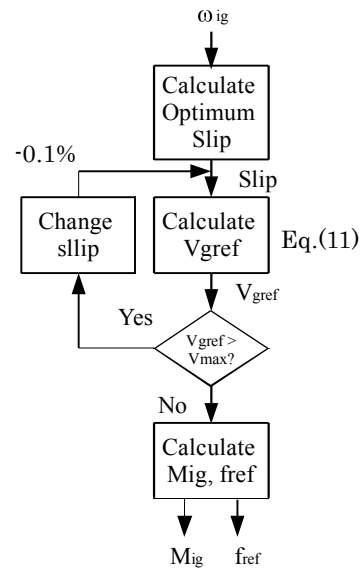 ω ig
Calculate
Optimum
Slip
-0.1%
Slip
Change
sllip
Calculate
Vgref
Eq.(11)
Vgref
Yes
Vgref >
Vmax?
No
Calculate
Mig, fref
Mig
fref